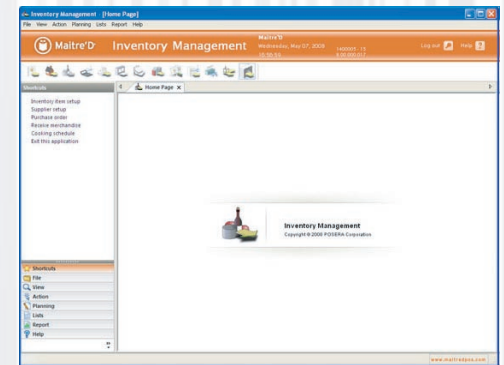 Inventory Management - [Home Page]
File View Action Planning Lists Report Help
Maitre'D
Inventory Management
Maitre'D
Wednesday, May 07, 2008
Log out
Help
Shortcuts
Home Page
Inventory item setup
Supplier setup
Purchase order
Receive merchandise
Cooking schedule
Exit this application
Inventory Management
Copyright © 2008 POSERA Corporation
Shortcuts
File
View
Action
Planning
Lists
Report
Help
www.maitredpos.com